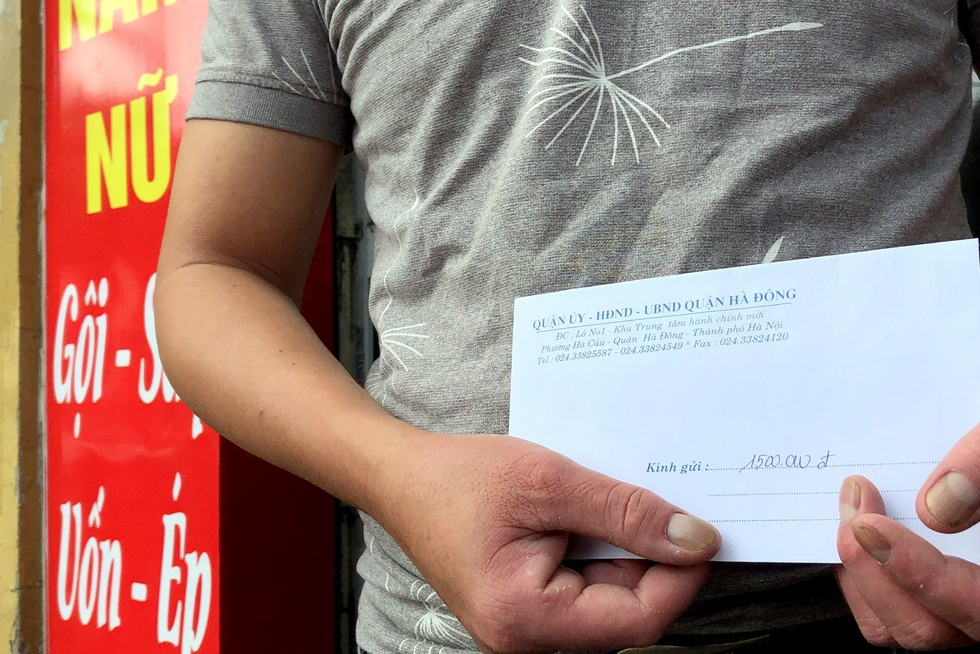 NỮ
Gội -
Uốn - Ép
QUẬN ỦY - HĐND - UBND QUẬN HÀ ĐÔNG
ĐC : Lô No1 - Khu Trung tâm hành chính mới
Phường Hà Cầu - Quận Hà Đông - Thành phố Hà Nội
Tel : 024.33825587 - 024.33824549 * Fax : 024.33824120
Kính gửi : 1500.000 đ